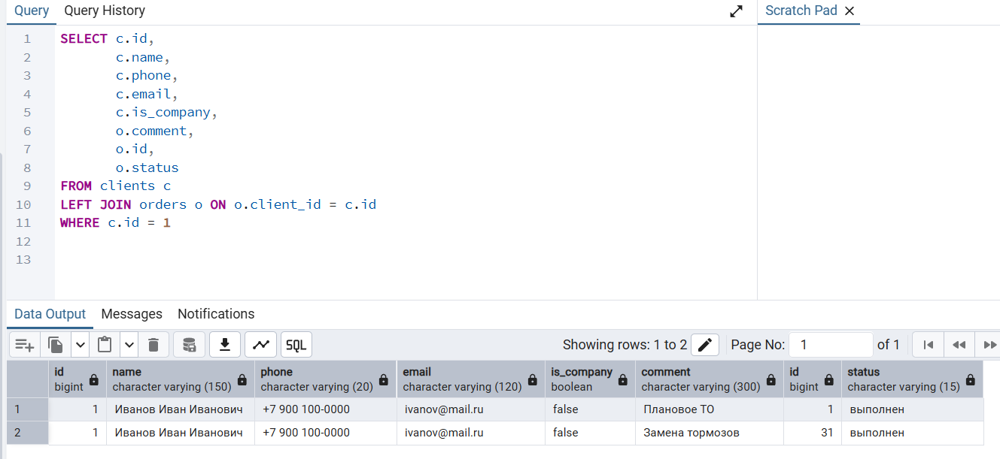 Query Query History Scratch Pad
1 SELECT c.id,
2 c.name,
3 c.phone,
4 c.email,
5 c.is_company,
6 o.comment,
7 o.id,
8 o.status
9 FROM clients c
10 LEFT JOIN orders o ON o.client_id = c.id
11 WHERE c.id = 1
12
13
Data Output Messages Notifications
SQL Showing rows: 1 to 2 Page No: 1 of 1
id name phone email is_company comment id status
bigint character varying (150) character varying (20) character varying (120) boolean character varying (300) bigint character varying (15)
1 1 Иванов Иван Иванович +7 900 100-0000 ivanov@mail.ru false Плановое ТО 1 выполнен
2 1 Иванов Иван Иванович +7 900 100-0000 ivanov@mail.ru false Замена тормозов 31 выполнен